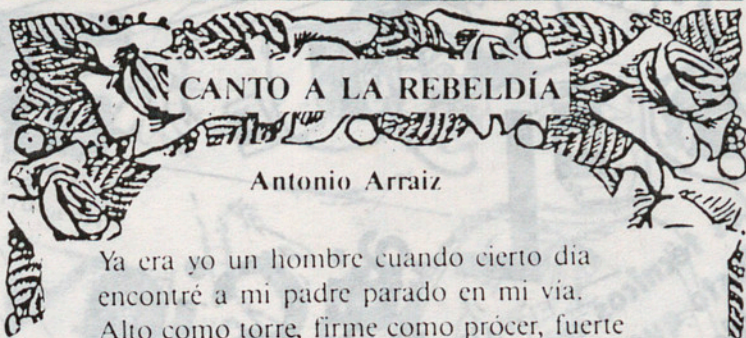 CANTO A LA REBELDÍA
Antonio Arraiz
Ya era yo un hombre cuando cierto día
encontré a mi padre parado en mi vía.
Alto como torre, firme como prócer, fuerte